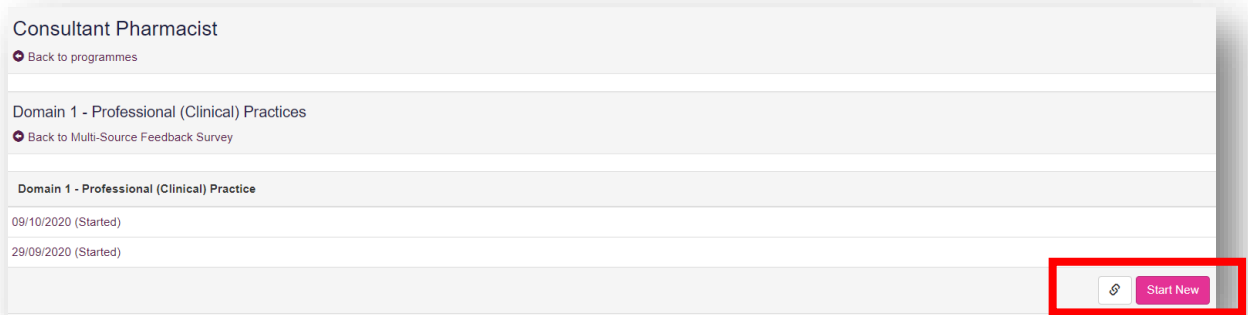 Consultant Pharmacist
Back to programmes
Domain 1 - Professional (Clinical) Practices
Back to Multi-Source Feedback Survey
Domain 1 - Professional (Clinical) Practice
09/10/2020 (Started)
29/09/2020 (Started)
Start New